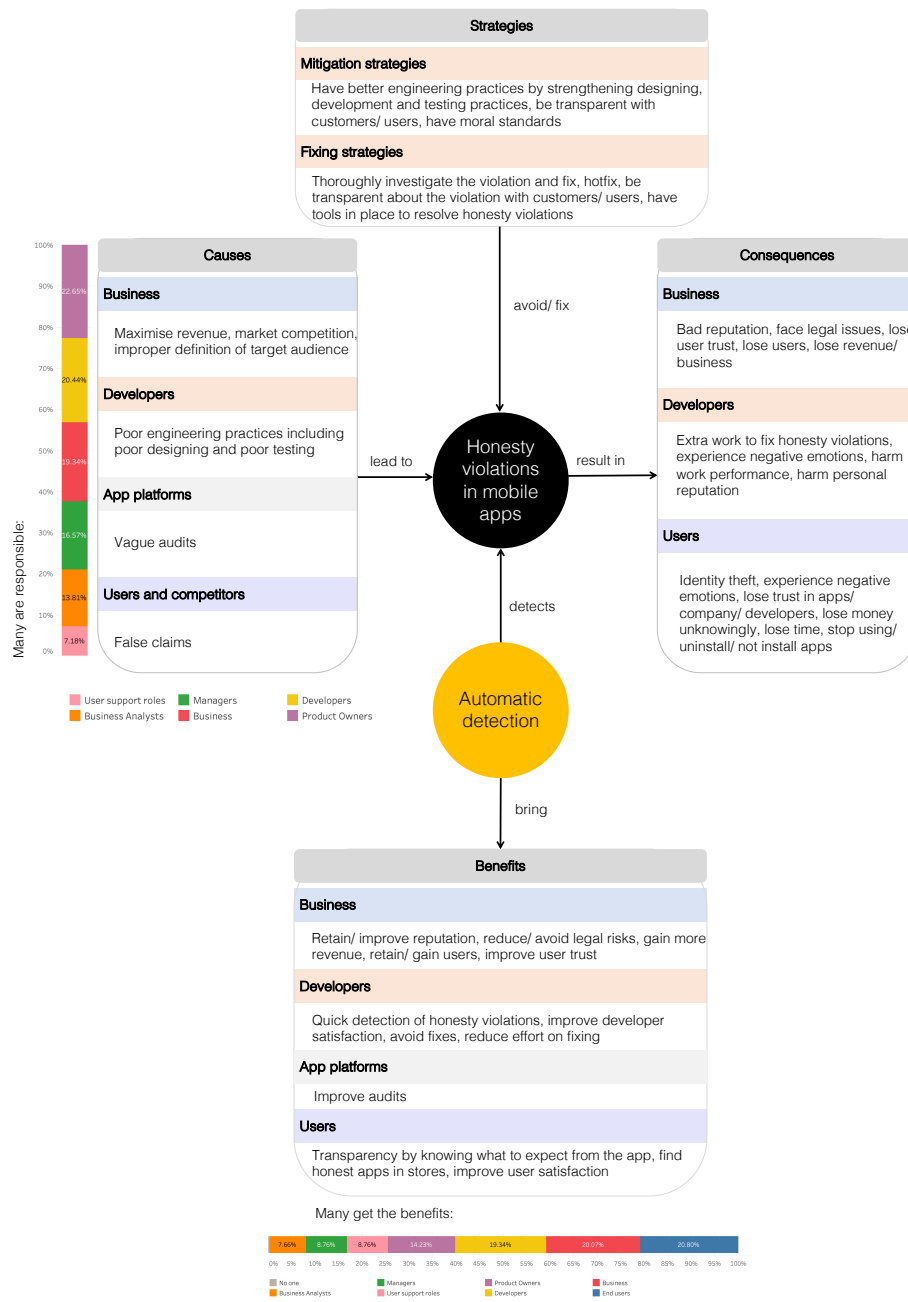 Strategies
Mitigation strategies
Have better engineering practices by strengthening designing,
development and testing practices, be transparent with
customers/ users, have moral standards
Fixing strategies
Thoroughly investigate the violation and fix, hotfix, be
transparent about the violation with customers/ users, have
tools in place to resolve honesty violations
avoid/ fix
Many are responsible:
100%
90%
80%
70%
60%
50%
40%
30%
20%
10%
0%
22.65%
20.44%
19.34%
16.57%
13.81%
7.18%
Causes
Business
Maximise revenue, market competition,
improper definition of target audience
Developers
Poor engineering practices including
poor designing and poor testing
App platforms
Vague audits
Users and competitors
False claims
User support roles
Managers
Developers
Business Analysts
Business
Product Owners
lead to
Honesty
violations
in mobile
apps
result in
Consequences
Business
Bad reputation, face legal issues, los
user trust, lose users, lose revenue/
business
Developers
Extra work to fix honesty violations,
experience negative emotions, harm
work performance, harm personal
reputation
Users
Identity theft, experience negative
emotions, lose trust in apps/
company/ developers, lose money
unknowingly, lose time, stop using/
uninstall/ not install apps
detects
Automatic
detection
bring
Benefits
Business
Retain/ improve reputation, reduce/ avoid legal risks, gain more
revenue, retain/ gain users, improve user trust
Developers
Quick detection of honesty violations, improve developer
satisfaction, avoid fixes, reduce effort on fixing
App platforms
Improve audits
Users
Transparency by knowing what to expect from the app, find
honest apps in stores, improve user satisfaction
Many get the benefits:
7.66% 8.76% 8.76% 14.23% 19.34% 20.07% 20.80%
0% 5% 10% 15% 20% 25% 30% 35% 40% 45% 50% 55% 60% 65% 70% 75% 80% 85% 90% 95% 100%
No one
Managers
Product Owners
Business
Business Analysts
User support roles
Developers
End users